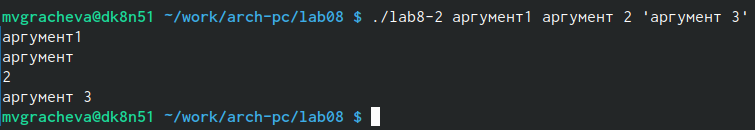 mvgracheva@dk8n51 ~/work/arch-pc/lab08 $ ./lab8-2 аргумент1 аргумент 2 'аргумент 3'
аргумент1
аргумент
2
аргумент 3
mvgracheva@dk8n51 ~/work/arch-pc/lab08 $